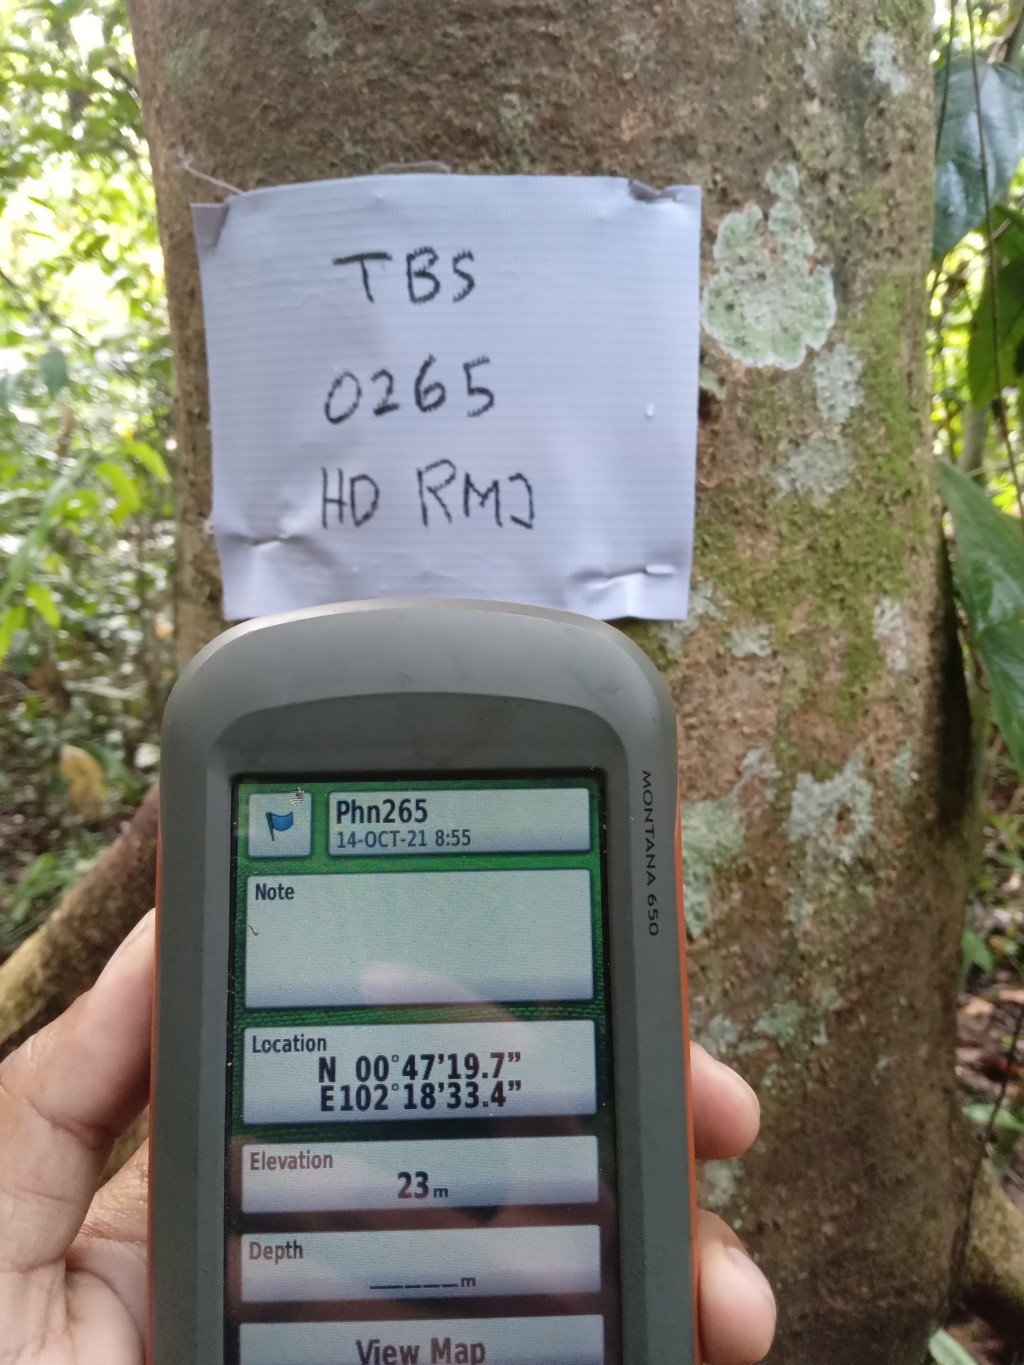 TBS
0265
HD RMJ
MONTANA 650
Phn265
14-OCT-21 8:55
Note
Location
N 00°47'19.7"
E102°18'33.4"
Elevation
23m
Depth
_____m
View Map